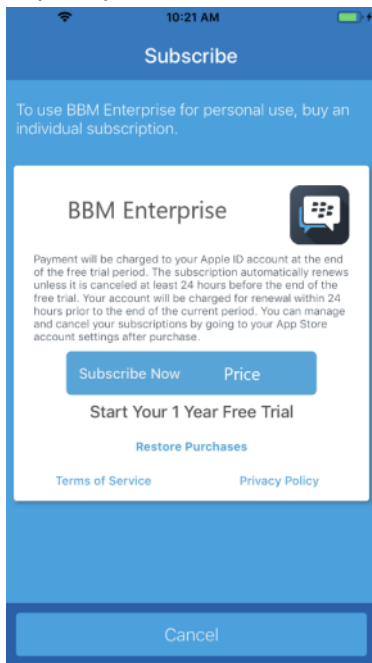 10:21 AM
Subscribe
To use BBM Enterprise for personal use, buy an
individual subscription.
BBM Enterprise
Payment will be charged to your Apple ID account at the end
of the free trial period. The subscription automatically renews
unless it is canceled at least 24 hours before the end of the
free trial. Your account will be charged for renewal within 24
hours prior to the end of the current period. You can manage
and cancel your subscriptions by going to your App Store
account settings after purchase.
Subscribe Now Price
Start Your 1 Year Free Trial
Restore Purchases
Terms of Service Privacy Policy
Cancel